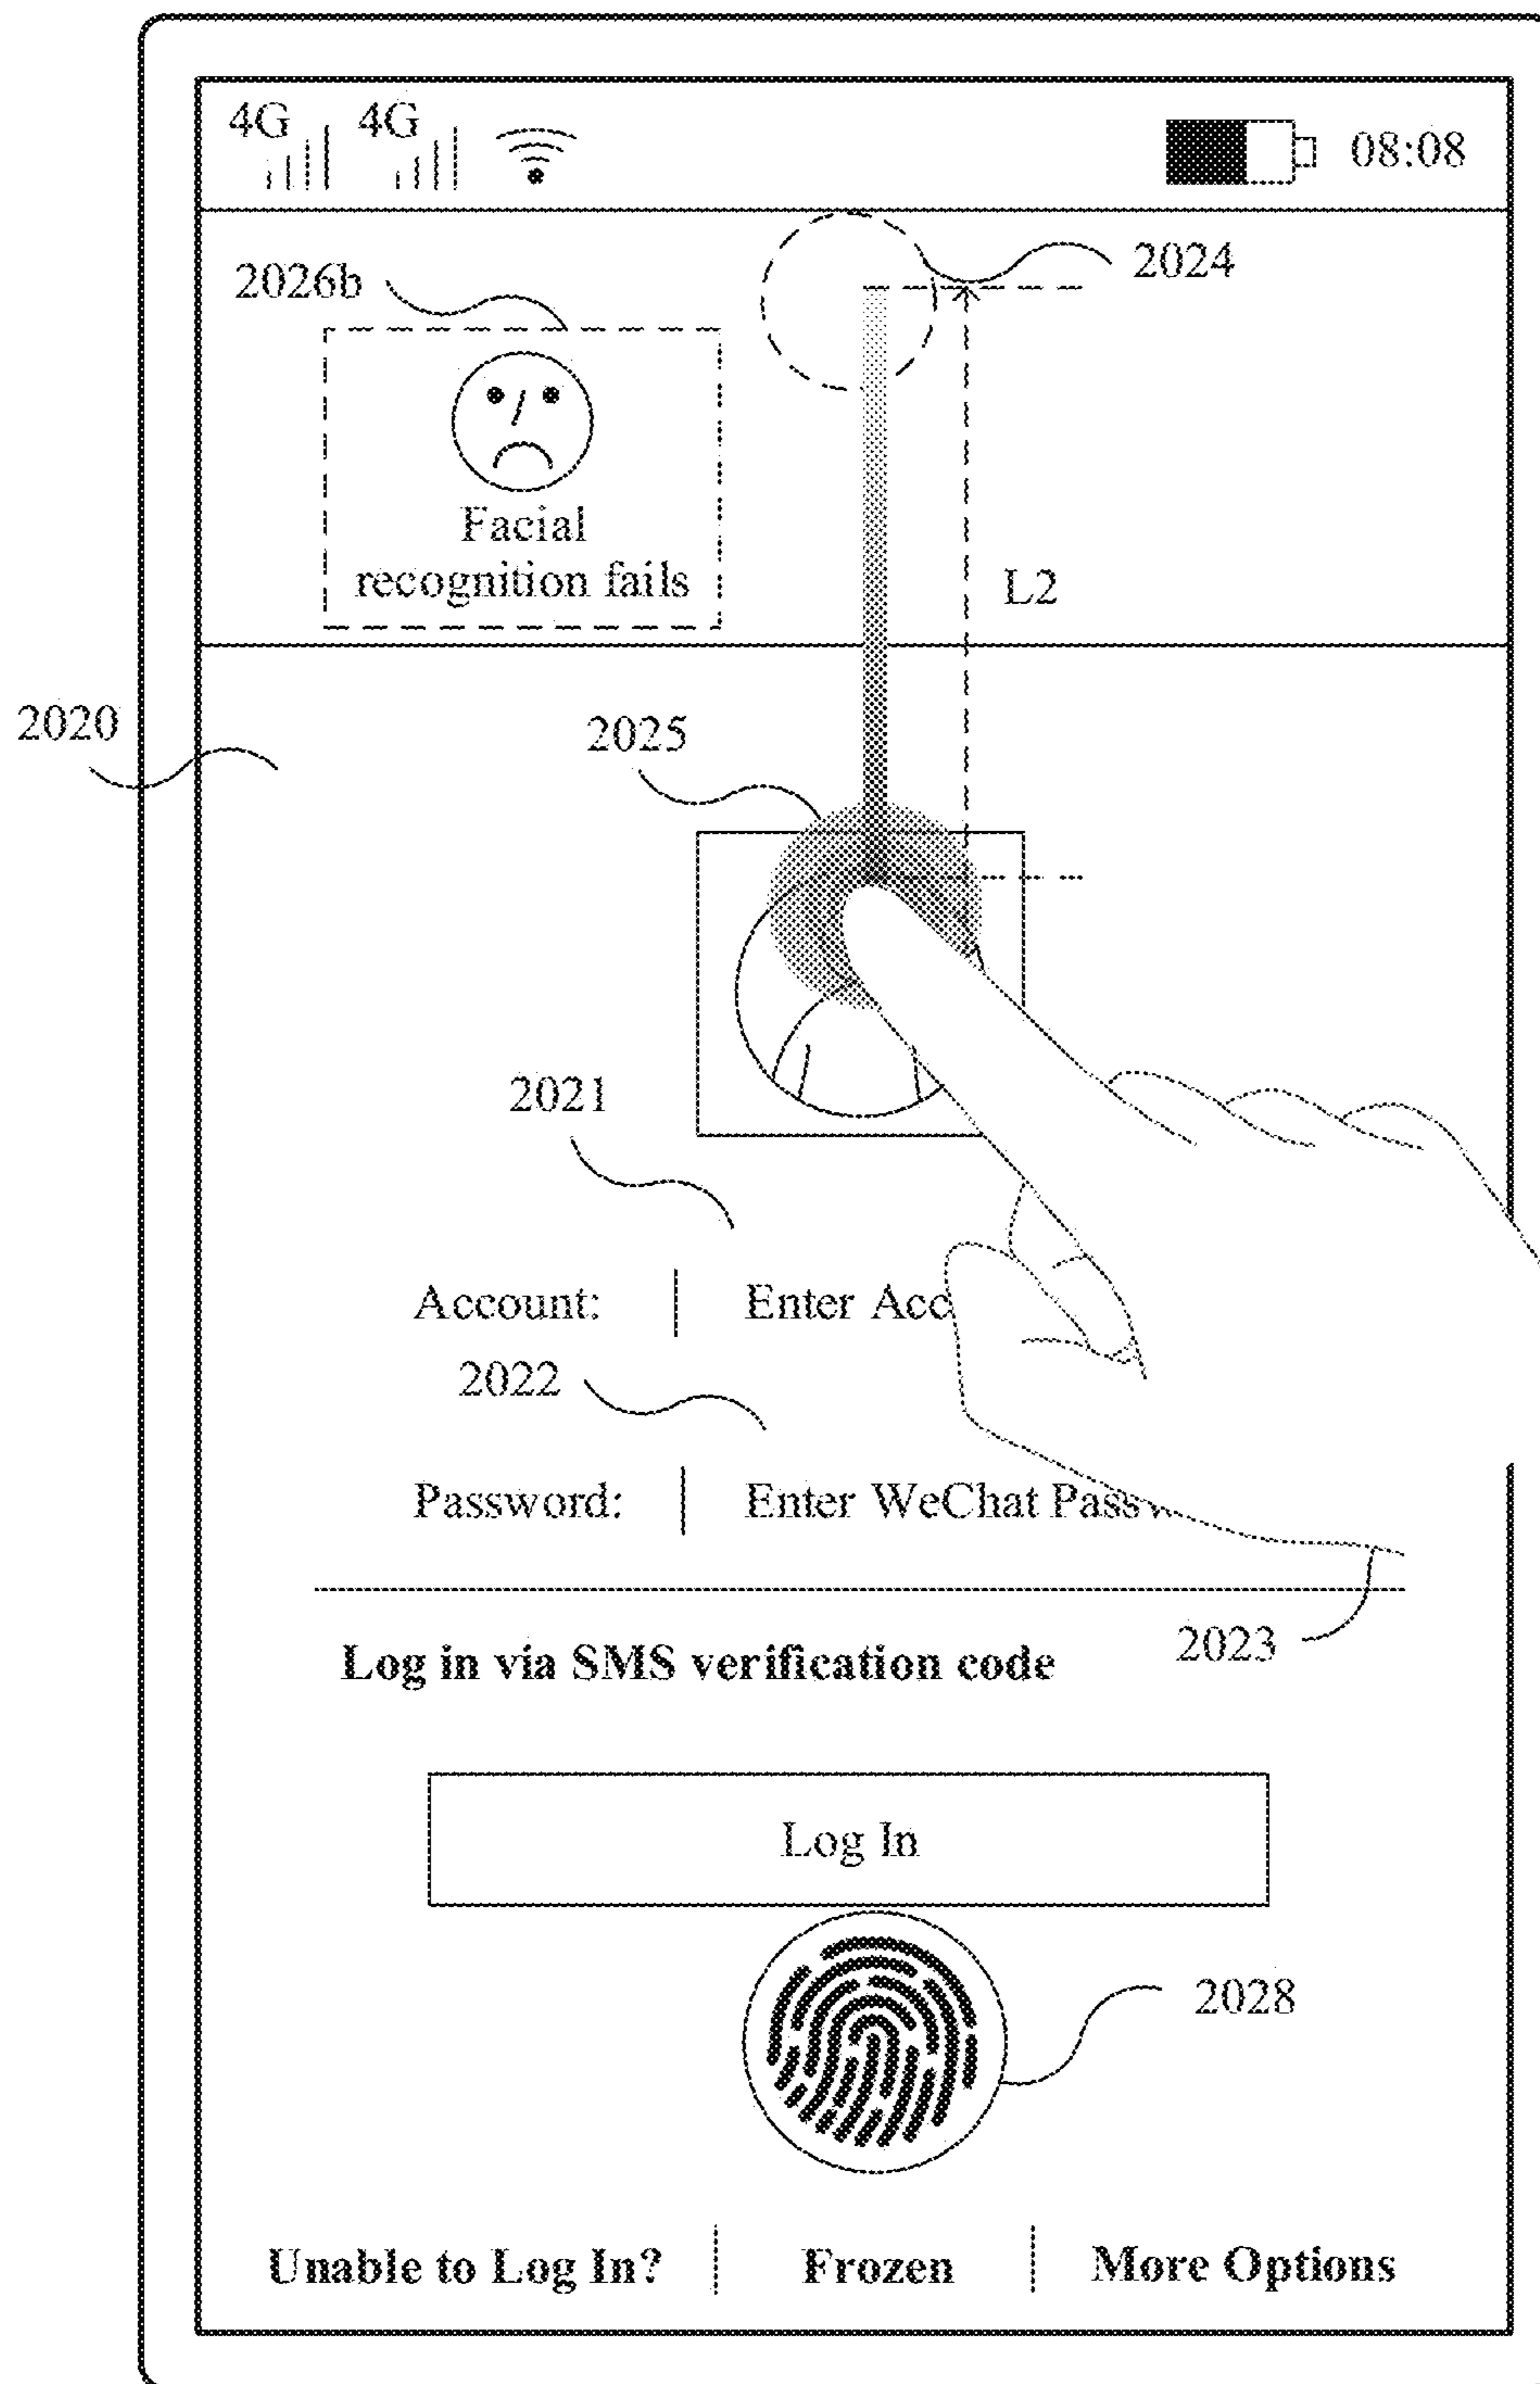 4G 4G 08:08
2024
2026b
Facial
recognition fails
L2
2020
2025
2021
Account: Enter Acc
2022
Password: Enter WeChat Passw
2023
Log in via SMS verification code
Log In
2028
Unable to Log In? Frozen More Options